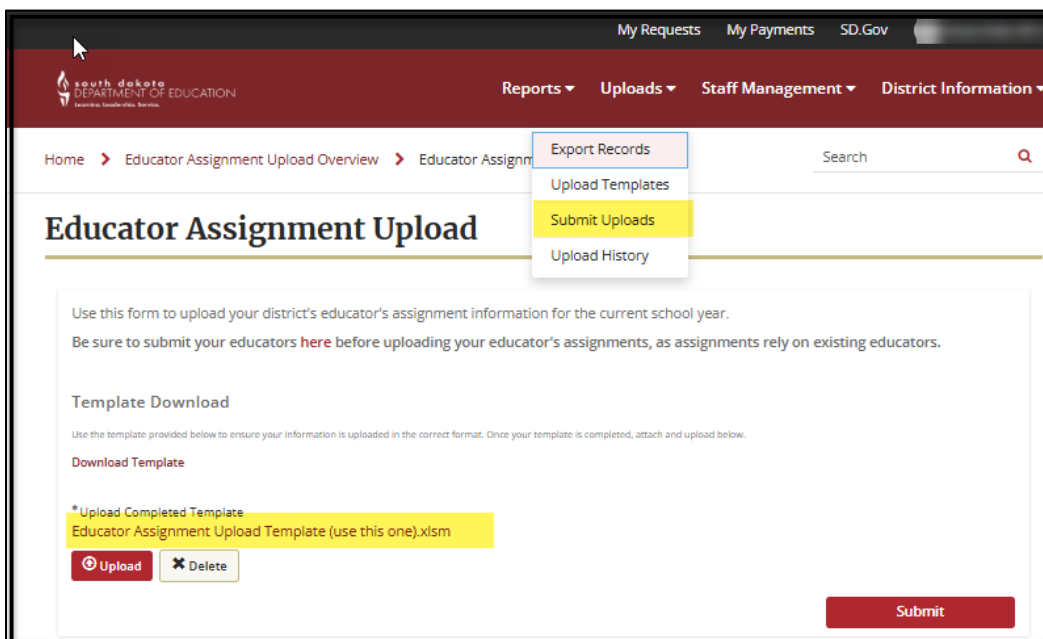 My Requests My Payments SD.Gov
south dakota
DEPARTMENT OF EDUCATION
Learning. Leadership. Service.
Reports Uploads Staff Management District Information
Home Educator Assignment Upload Overview Educator Assignm
Search
Export Records
Upload Templates
Submit Uploads
Upload History
Educator Assignment Upload
Use this form to upload your district's educator's assignment information for the current school year.
Be sure to submit your educators here before uploading your educator's assignments, as assignments rely on existing educators.
Template Download
Use the template provided below to ensure your information is uploaded in the correct format. Once your template is completed, attach and upload below.
Download Template
*Upload Completed Template
Educator Assignment Upload Template (use this one).xlsm
Upload Delete
Submit